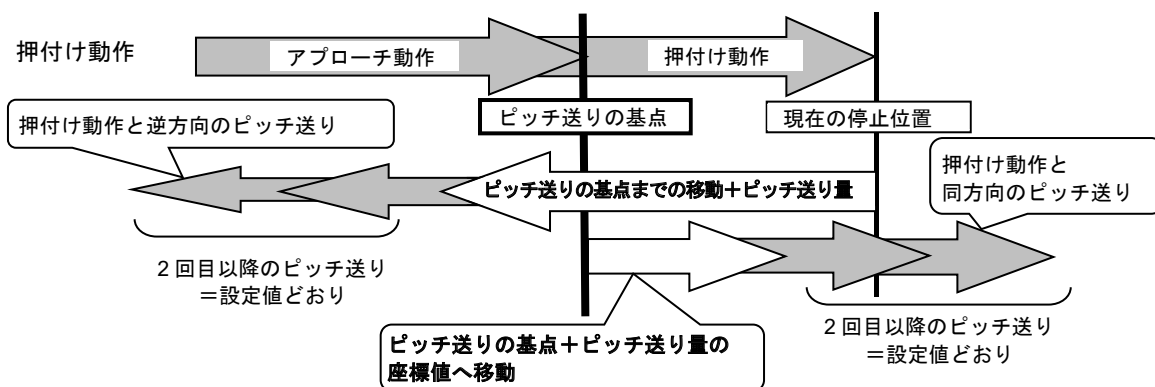 押付け動作
アプローチ動作
押付け動作
ピッチ送りの基点
現在の停止位置
押付け動作と逆方向のピッチ送り
押付け動作と
同方向のピッチ送り
ピッチ送りの基点までの移動＋ピッチ送り量
２回目以降のピッチ送り
＝設定値どおり
ピッチ送りの基点＋ピッチ送り量の
座標値へ移動
２回目以降のピッチ送り
＝設定値どおり